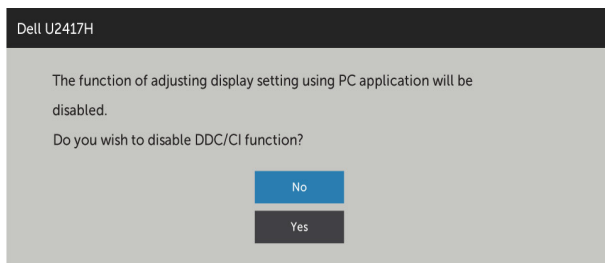 Dell U2417H
The function of adjusting display setting using PC application will be
disabled.
Do you wish to disable DDC/CI function?
No
Yes